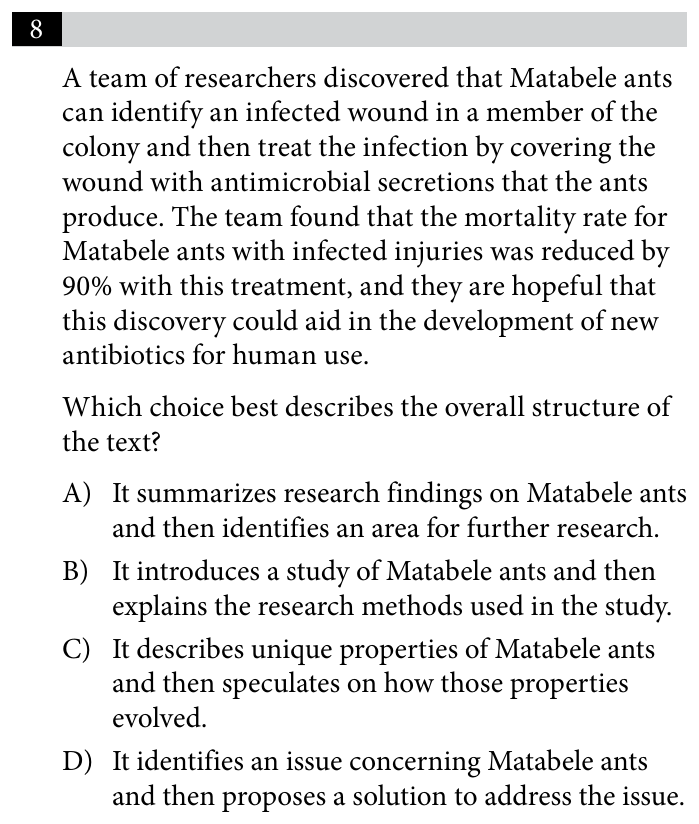 8
A team of researchers discovered that Matabele ants
can identify an infected wound in a member of the
colony and then treat the infection by covering the
wound with antimicrobial secretions that the ants
produce. The team found that the mortality rate for
Matabele ants with infected injuries was reduced by
90% with this treatment, and they are hopeful that
this discovery could aid in the development of new
antibiotics for human use.
Which choice best describes the overall structure of
the text?
A) It summarizes research findings on Matabele ants
and then identifies an area for further research.
B) It introduces a study of Matabele ants and then
explains the research methods used in the study.
C) It describes unique properties of Matabele ants
and then speculates on how those properties
evolved.
D) It identifies an issue concerning Matabele ants
and then proposes a solution to address the issue.